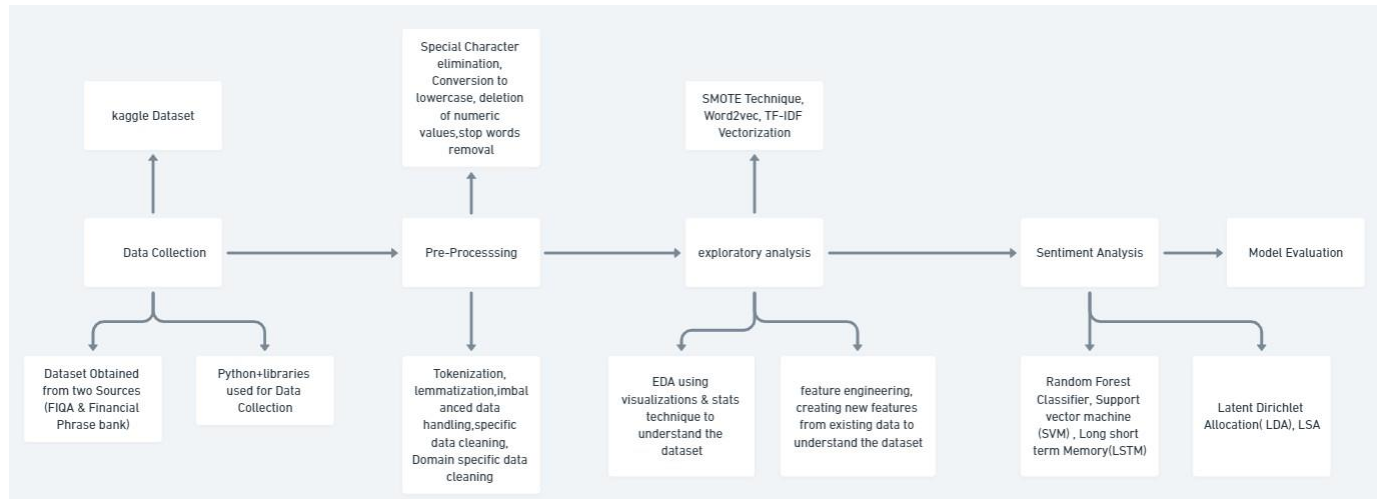 Special Character
elimination,
Conversion to
lowercase, deletion
of numeric
values,stop words
removal
kaggle Dataset
SMOTE Technique,
Word2vec, TF-IDF
Vectorization
Data Collection
Pre-Processsing
exploratory analysis
Sentiment Analysis
Model Evaluation
Dataset Obtained
from two Sources
(FIQA & Financial
Phrase bank)
Python+libraries
used for Data
Collection
Tokenization,
lemmatization,imbal
anced data
handling,specific
data cleaning,
Domain specific data
cleaning
EDA using
visualizations & stats
technique to
understand the
dataset
feature engineering,
creating new features
from existing data to
understand the dataset
Random Forest
Classifier, Support
vector machine
(SVM) , Long short
term Memory(LSTM)
Latent Dirichlet
Allocation( LDA), LSA